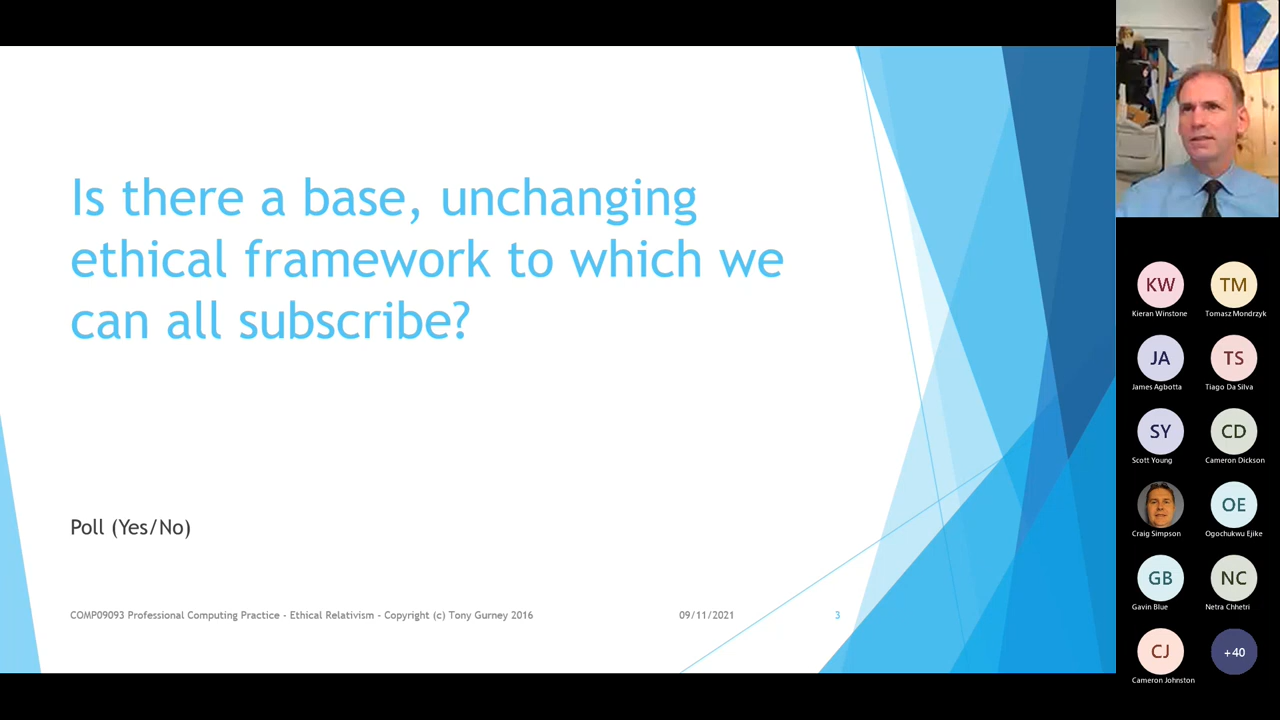 Is there a base, unchanging
ethical framework to which we
can all subscribe?
Poll (Yes/No)
COMP09093 Professional Computing Practice - Ethical Relativism - Copyright (c) Tony Gurney 2016
09/11/2021
3
KW
TM
Kieran Winstone
Tomasz Mondrzyk
JA
TS
James Agbotta
Tiago Da Silva
SY
CD
Scott Young
Cameron Dickson
OE
Craig Simpson
Ogochukwu Ejike
GB
NC
Gavin Blue
Netra Chhetri
CJ
+40
Cameron Johnston